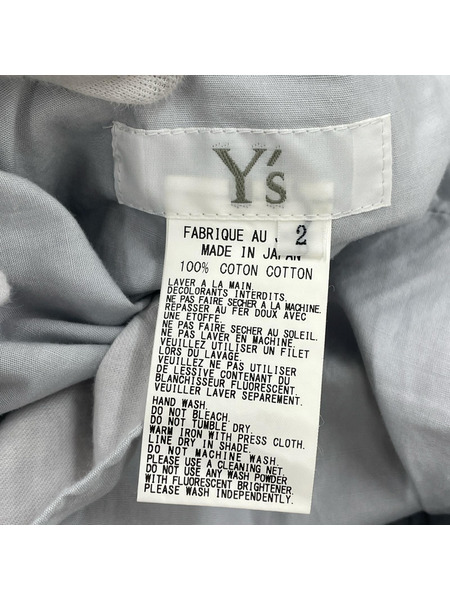 Y's
2
FABRIQUE AU
MADE IN JAPAN
100% COTON COTTON
LAVER A LA MAIN.
DECOLORANTS INTERDITS.
NE PAS FAIRE SECHER A LA MACHINE.
REPASSER AU FER DOUX AVEC
UNE ETOFFE.
NE PAS FAIRE SECHER AU SOLEIL.
NE PAS LAVER EN MACHINE.
VEUILLEZ UTILISER UN FILET
LORS DU LAVAGE.
VEUILLEZ NE PAS UTILISER
DE LESSIVE CONTENANT DU
BLANCHISSEUR FLUORESCENT.
VEUILLER LAVER SEPAREMENT.
HAND WASH.
DO NOT BLEACH.
DO NOT TUMBLE DRY.
WARM IRON WITH PRESS CLOTH.
LINE DRY IN SHADE.
DO NOT MACHINE WASH.
PLEASE USE A CLEANING NET.
DO NOT USE ANY WASH POWDER
WITH FLUORESCENT BRIGHTENER.
PLEASE WASH INDEPENDENTLY.